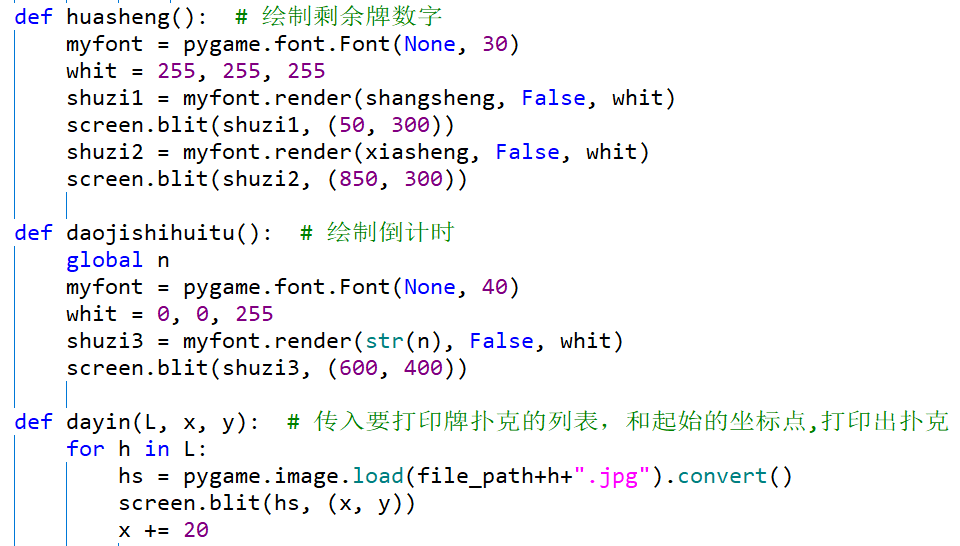 def huasheng():  # 绘制剩余牌数字
    myfont = pygame.font.Font(None, 30)
    whit = 255, 255, 255
    shuzi1 = myfont.render(shangsheng, False, whit)
    screen.blit(shuzi1, (50, 300))
    shuzi2 = myfont.render(xiasheng, False, whit)
    screen.blit(shuzi2, (850, 300))

def daojishihuitu():  # 绘制倒计时
    global n
    myfont = pygame.font.Font(None, 40)
    whit = 0, 0, 255
    shuzi3 = myfont.render(str(n), False, whit)
    screen.blit(shuzi3, (600, 400))

def dayin(L, x, y):  # 传入要打印牌扑克的列表，和起始的坐标点,打印出扑克
    for h in L:
        hs = pygame.image.load(file_path+h+".jpg").convert()
        screen.blit(hs, (x, y))
        x += 20